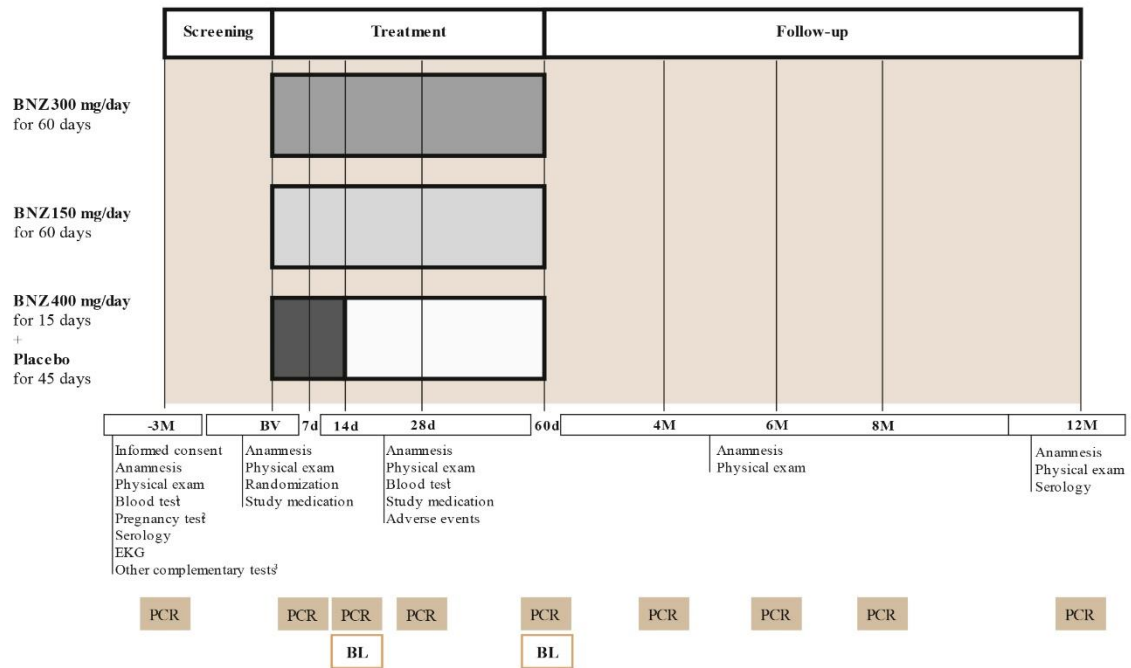 Screening Treatment Follow-up
BNZ300 mg/day
for 60 days
BNZ150 mg/day
for 60 days
BNZ400 mg/day
for 15 days
+
Placebo
for 45 days
-3M BV 7d 14d 28d 60d 4M 6M 8M 12M
Informed consent
Anamnesis
Physical exam
Blood test¹
Pregnancy test²
Serology
EKG
Other complementary tests³
Anamnesis
Physical exam
Randomization
Study medication
Anamnesis
Physical exam
Blood test¹
Study medication
Adverse events
Anamnesis
Physical exam
Anamnesis
Physical exam
Serology
PCR PCR PCR PCR PCR PCR PCR PCR PCR
BL BL